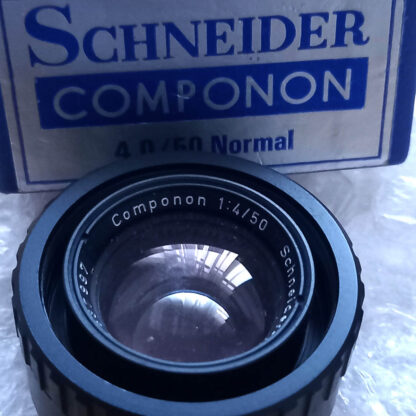 SCHNEIDER
COMPONON
4.0/50 Normal
Componon 1:4/50